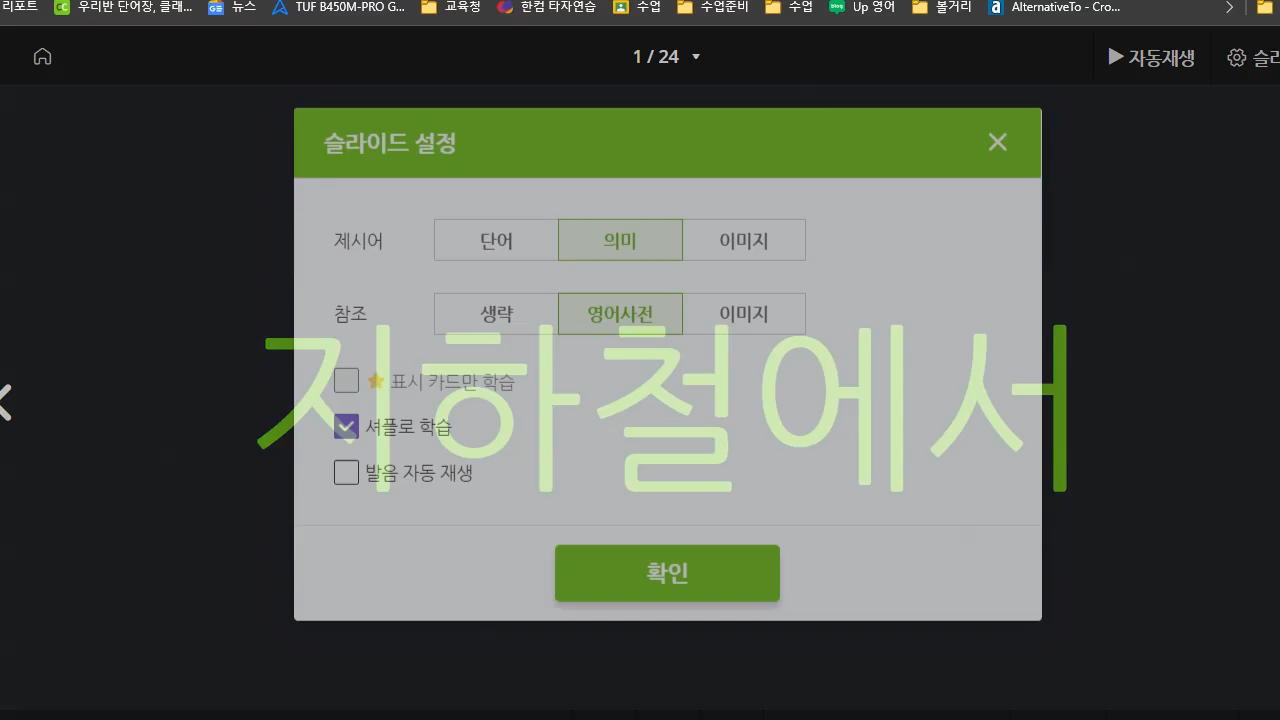 리포트 우리반 단어장, 클래... 뉴스 TUF B450M-PRO G... 교육청 한컴 타자연습 수업 수업준비 수업 Up 영어 볼거리 AlternativeTo - Cro...
1 / 24 자동재생 슬라
슬라이드 설정
제시어 단어 의미 이미지
참조 생략 영어사전 이미지
지하철에서
표시 카드만 학습
셔플로 학습
발음 자동 재생
확인